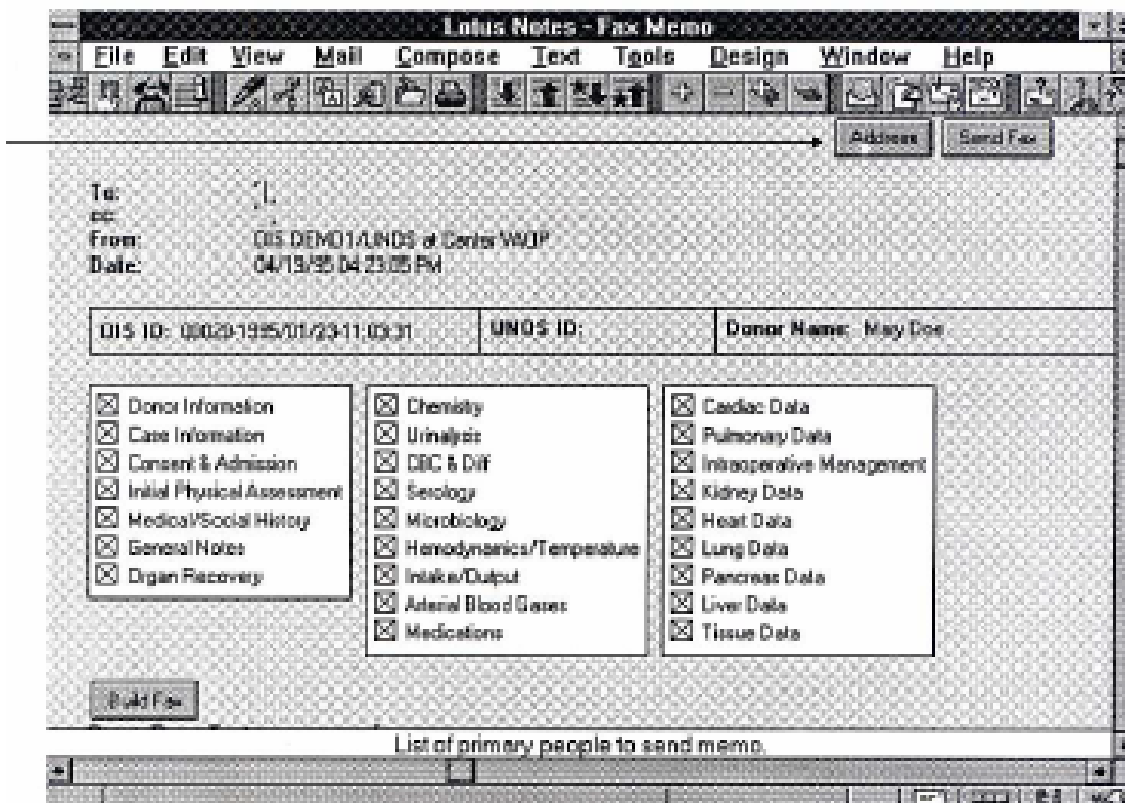 Lotus Notes - Fax Memo
File Edit View Mail Compose Text Tools Design Window Help
Address Send Fax
To:
cc:
From: OIS DEMO1/UNOS at Center VAOP
Date: 04/19/95 04:23:05 PM
OIS ID: 00020-1995/01/23-11:03:31 UNOS ID: Donor Name: Mary Doe
Donor Information
Case Information
Consent & Admission
Initial Physical Assessment
Medical/Social History
General Notes
Organ Recovery
Chemistry
Urinalysis
CBC & Diff
Serology
Microbiology
Hemodynamics/Temperature
Intake/Output
Arterial Blood Gases
Medications
Cardiac Data
Pulmonary Data
Intraoperative Management
Kidney Data
Heart Data
Lung Data
Pancreas Data
Liver Data
Tissue Data
Build Fax
List of primary people to send memo.